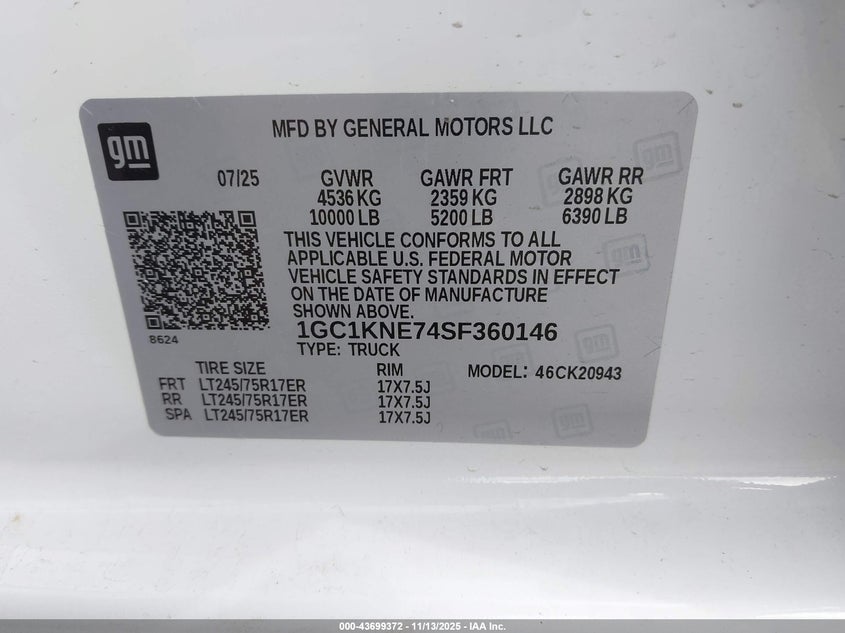 gm
MFD BY GENERAL MOTORS LLC
07/25 GVWR GAWR FRT GAWR RR
4536 KG 2359 KG 2898 KG
10000 LB 5200 LB 6390 LB
THIS VEHICLE CONFORMS TO ALL
APPLICABLE U.S. FEDERAL MOTOR
VEHICLE SAFETY STANDARDS IN EFFECT
ON THE DATE OF MANUFACTURE
SHOWN ABOVE.
8624 1GC1KNE74SF360146
TYPE: TRUCK
TIRE SIZE RIM MODEL: 46CK20943
FRT LT245/75R17ER 17X7.5J
RR LT245/75R17ER 17X7.5J
SPA LT245/75R17ER 17X7.5J
000-43699372 - 11/13/2025 - IAA Inc.